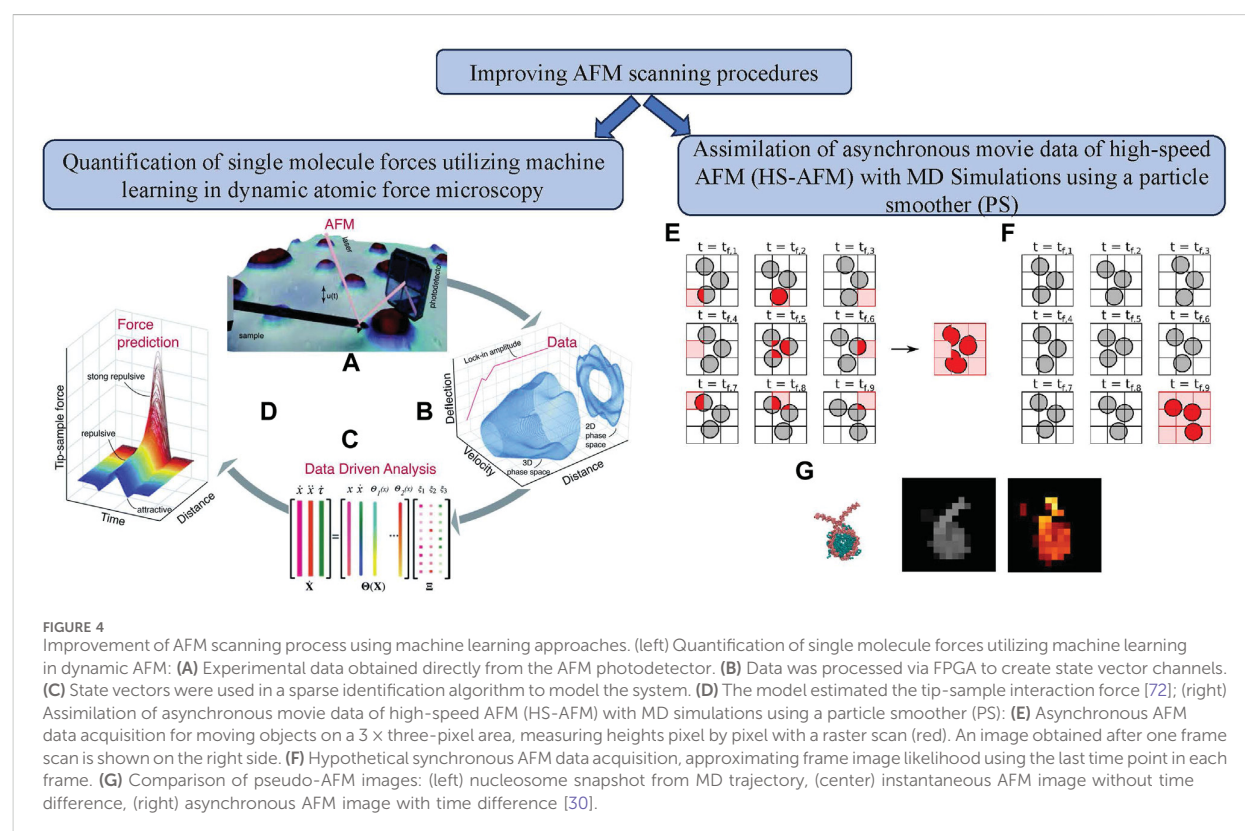 Improving AFM scanning procedures
Quantification of single molecule forces utilizing machine
learning in dynamic atomic force microscopy
Assimilation of asynchronous movie data of high-speed
AFM (HS-AFM) with MD Simulations using a particle
smoother (PS)
AFM
laser
u(t)
photodetector
sample
A
Force
prediction
stong repulsive
repulsive
attractive
Tip-sample force
Time
Distance
D
B
Lock-in amplitude
Data
Deflection
Velocity
Distance
3D
phase space
2D
phase space
C
Data Driven Analysis
ẋ ẍ ṫ x ẋ Θ_i(x) Θ_j(x) ξ₁ ξ₂ ξ₃
= ...
Ẋ Θ(X) Ξ
E
t = t_f,1 t = t_f,2 t = t_f,3
t = t_f,4 t = t_f,5 t = t_f,6
t = t_f,7 t = t_f,8 t = t_f,9
F
t = t_f,1 t = t_f,2 t = t_f,3
t = t_f,4 t = t_f,5 t = t_f,6
t = t_f,7 t = t_f,8 t = t_f,9
G
FIGURE 4
Improvement of AFM scanning process using machine learning approaches. (left) Quantification of single molecule forces utilizing machine learning
in dynamic AFM: (A) Experimental data obtained directly from the AFM photodetector. (B) Data was processed via FPGA to create state vector channels.
(C) State vectors were used in a sparse identification algorithm to model the system. (D) The model estimated the tip-sample interaction force [72]; (right)
Assimilation of asynchronous movie data of high-speed AFM (HS-AFM) with MD simulations using a particle smoother (PS): (E) Asynchronous AFM
data acquisition for moving objects on a 3 × three-pixel area, measuring heights pixel by pixel with a raster scan (red). An image obtained after one frame
scan is shown on the right side. (F) Hypothetical synchronous AFM data acquisition, approximating frame image likelihood using the last time point in each
frame. (G) Comparison of pseudo-AFM images: (left) nucleosome snapshot from MD trajectory, (center) instantaneous AFM image without time
difference, (right) asynchronous AFM image with time difference [30].